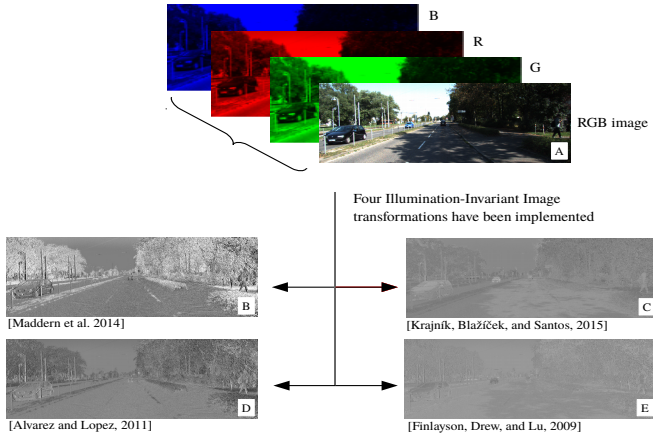 B
R
G
RGB image
A
Four Illumination-Invariant Image
transformations have been implemented
B
[Maddern et al. 2014]
C
[Krajník, Blažíček, and Santos, 2015]
D
[Alvarez and Lopez, 2011]
E
[Finlayson, Drew, and Lu, 2009]